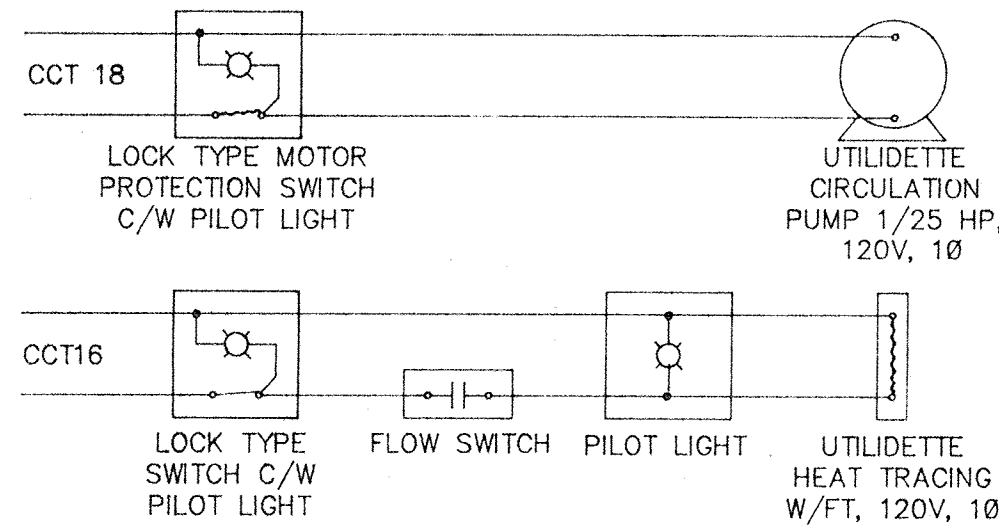 CCT 18
LOCK TYPE MOTOR
PROTECTION SWITCH
C/W PILOT LIGHT
UTILIDETTE
CIRCULATION
PUMP 1/25 HP,
120V, 1Ø
CCT16
LOCK TYPE
SWITCH C/W
PILOT LIGHT
FLOW SWITCH
PILOT LIGHT
UTILIDETTE
HEAT TRACING
W/FT, 120V, 1Ø